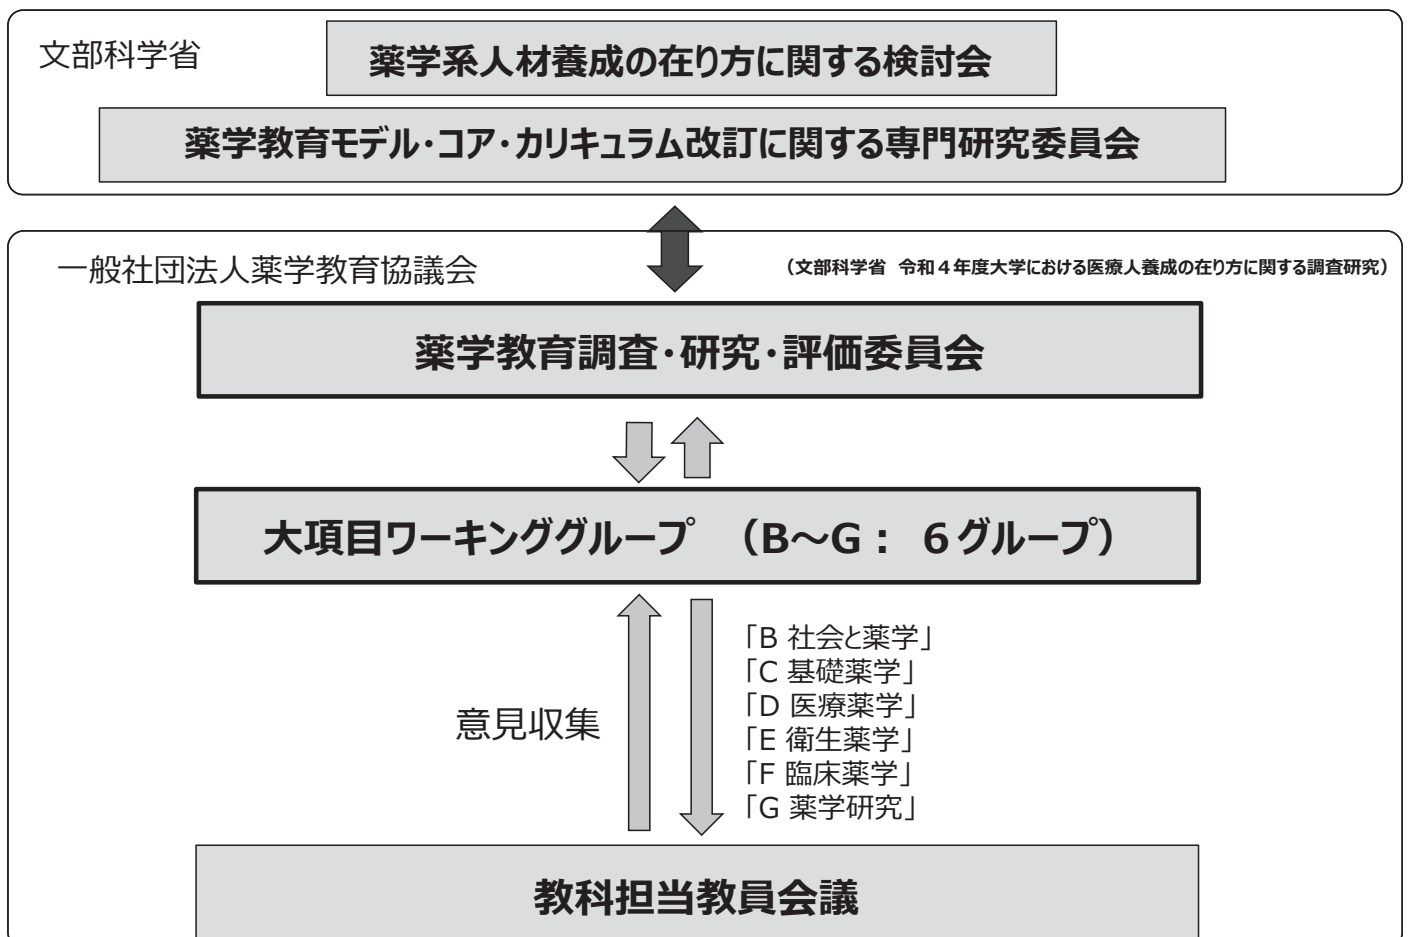 文部科学省
薬学系人材養成の在り方に関する検討会
薬学教育モデル・コア・カリキュラム改訂に関する専門研究委員会
一般社団法人薬学教育協議会
（文部科学省 令和４年度大学における医療人養成の在り方に関する調査研究）
薬学教育調査・研究・評価委員会
大項目ワーキンググループ （B～G： ６グループ）
意見収集
「B 社会と薬学」
「C 基礎薬学」
「D 医療薬学」
「E 衛生薬学」
「F 臨床薬学」
「G 薬学研究」
教科担当教員会議